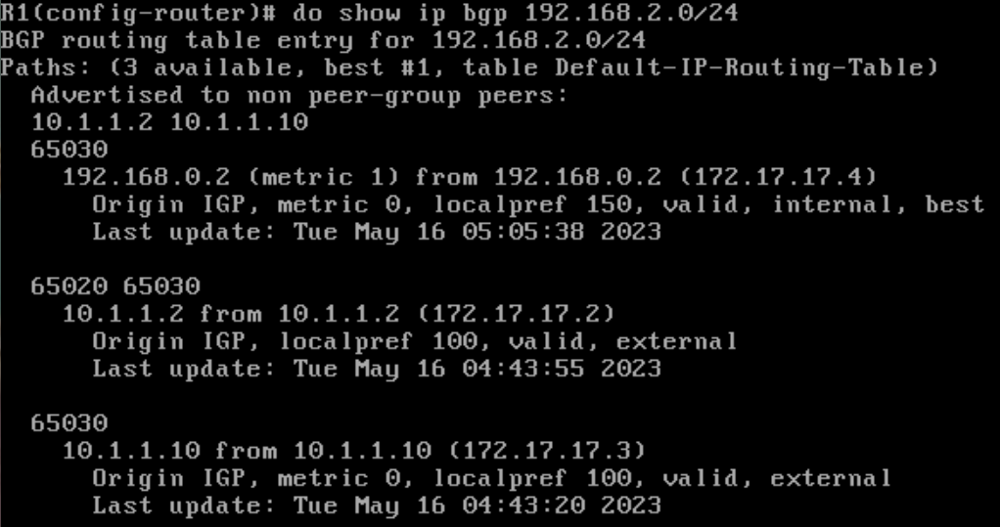 R1(config-router)# do show ip bgp 192.168.2.0/24
BGP routing table entry for 192.168.2.0/24
Paths: (3 available, best #1, table Default-IP-Routing-Table)
  Advertised to non peer-group peers:
  10.1.1.2 10.1.1.10
  65030
    192.168.0.2 (metric 1) from 192.168.0.2 (172.17.17.4)
      Origin IGP, metric 0, localpref 150, valid, internal, best
      Last update: Tue May 16 05:05:38 2023

  65020 65030
    10.1.1.2 from 10.1.1.2 (172.17.17.2)
      Origin IGP, localpref 100, valid, external
      Last update: Tue May 16 04:43:55 2023

  65030
    10.1.1.10 from 10.1.1.10 (172.17.17.3)
      Origin IGP, metric 0, localpref 100, valid, external
      Last update: Tue May 16 04:43:20 2023